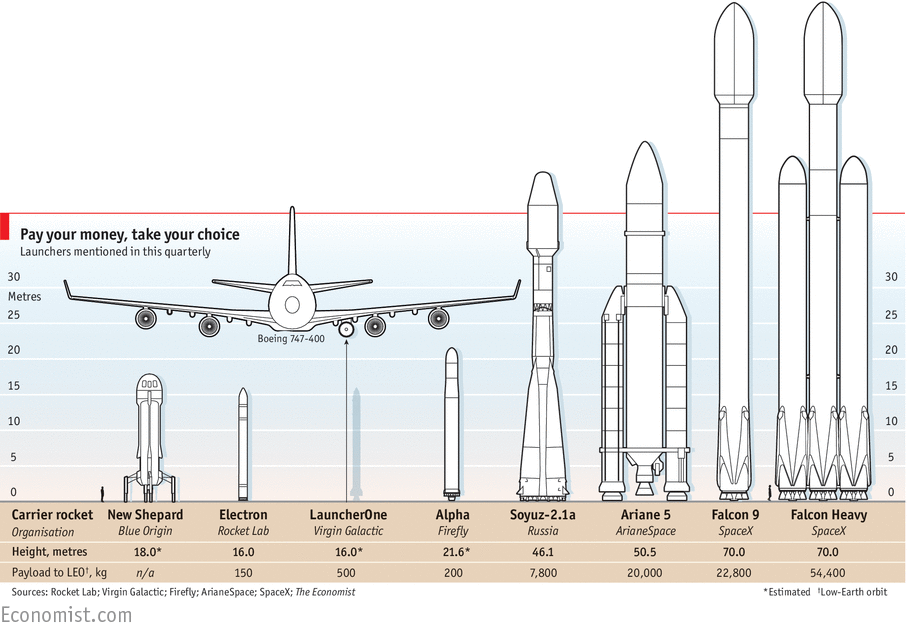 Pay your money, take your choice
Launchers mentioned in this quarterly
30
Metres
25
20
15
10
5
0
30
25
20
15
10
5
0
Boeing 747-400
Carrier rocket New Shepard Electron LauncherOne Alpha Soyuz-2.1a Ariane 5 Falcon 9 Falcon Heavy
Organisation Blue Origin Rocket Lab Virgin Galactic Firefly Russia ArianeSpace SpaceX SpaceX
Height, metres 18.0* 16.0 16.0* 21.6* 46.1 50.5 70.0 70.0
Payload to LEO†, kg n/a 150 500 200 7,800 20,000 22,800 54,400
Sources: Rocket Lab; Virgin Galactic; Firefly; ArianeSpace; SpaceX; The Economist *Estimated †Low-Earth orbit
Economist.com